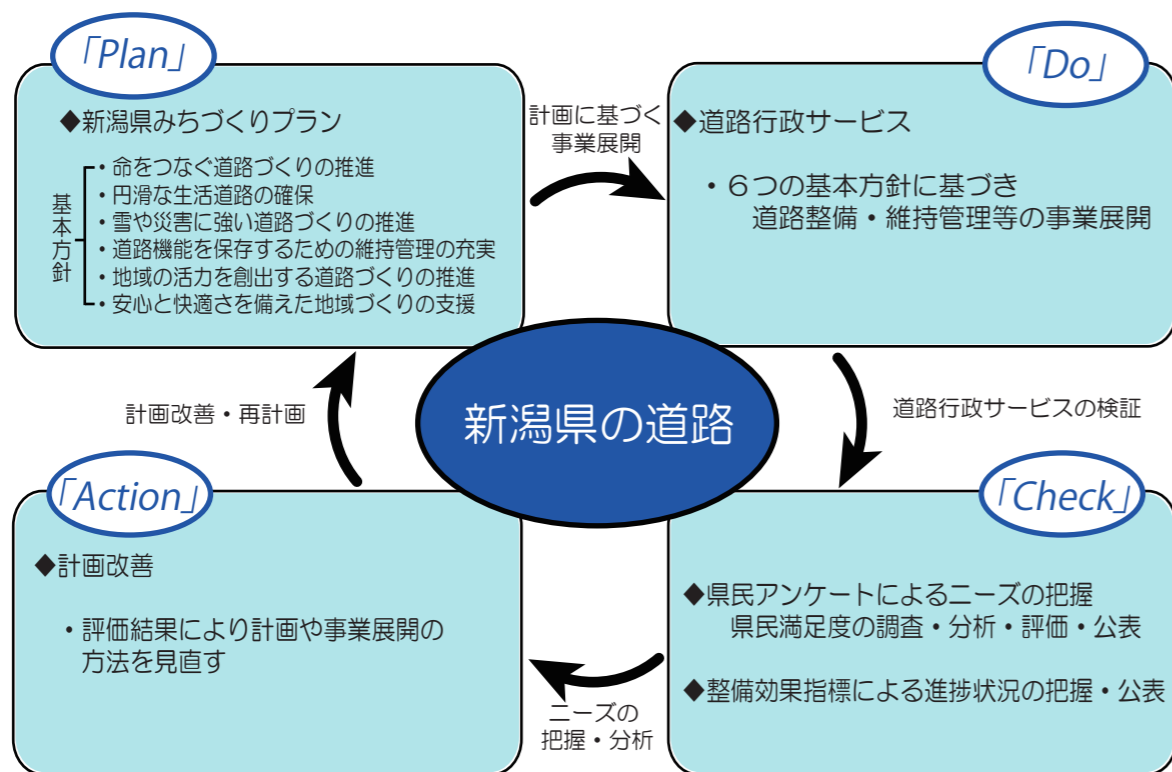 「Plan」
◆新潟県みちづくりプラン
基本方針
・命をつなぐ道路づくりの推進
・円滑な生活道路の確保
・雪や災害に強い道路づくりの推進
・道路機能を保存するための維持管理の充実
・地域の活力を創出する道路づくりの推進
・安心と快適さを備えた地域づくりの支援
計画に基づく
事業展開
「Do」
◆道路行政サービス
・６つの基本方針に基づき
道路整備・維持管理等の事業展開
新潟県の道路
計画改善・再計画
道路行政サービスの検証
「Action」
◆計画改善
・評価結果により計画や事業展開の
方法を見直す
ニーズの
把握・分析
「Check」
◆県民アンケートによるニーズの把握
県民満足度の調査・分析・評価・公表
◆整備効果指標による進捗状況の把握・公表